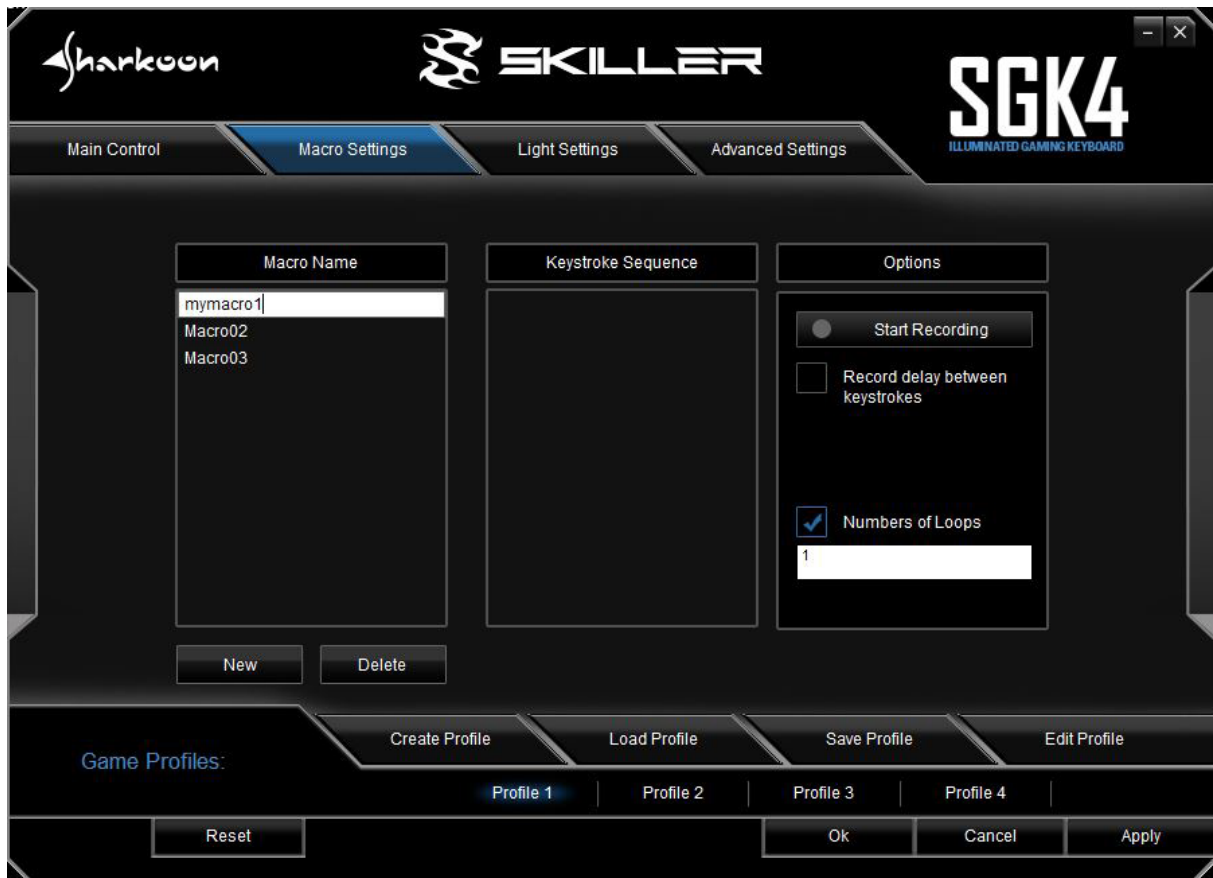 Sharkoon
SKILLER
SGK4
ILLUMINATED GAMING KEYBOARD
Main Control
Macro Settings
Light Settings
Advanced Settings
Macro Name
Keystroke Sequence
Options
mymacro1
Macro02
Macro03
Start Recording
Record delay between
keystrokes
Numbers of Loops
1
New
Delete
Game Profiles:
Create Profile
Load Profile
Save Profile
Edit Profile
Profile 1
Profile 2
Profile 3
Profile 4
Reset
Ok
Cancel
Apply